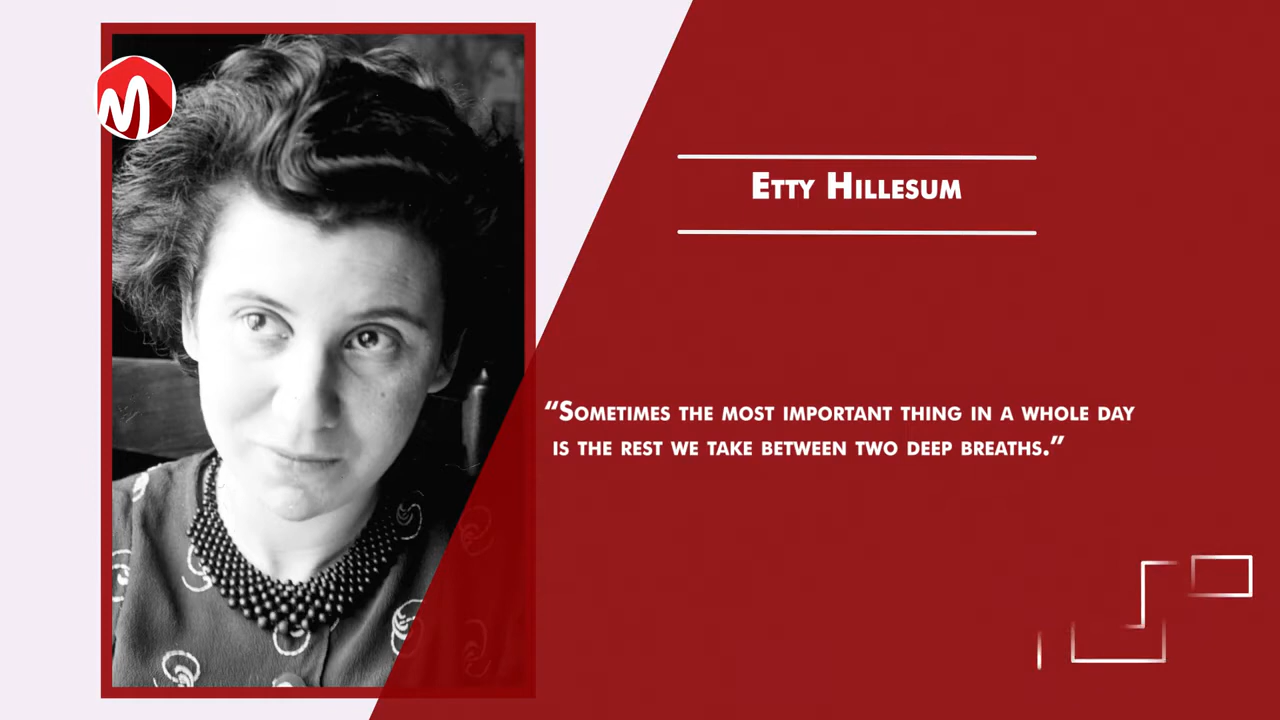 M
Etty Hillesum
“Sometimes the most important thing in a whole day
is the rest we take between two deep breaths.”